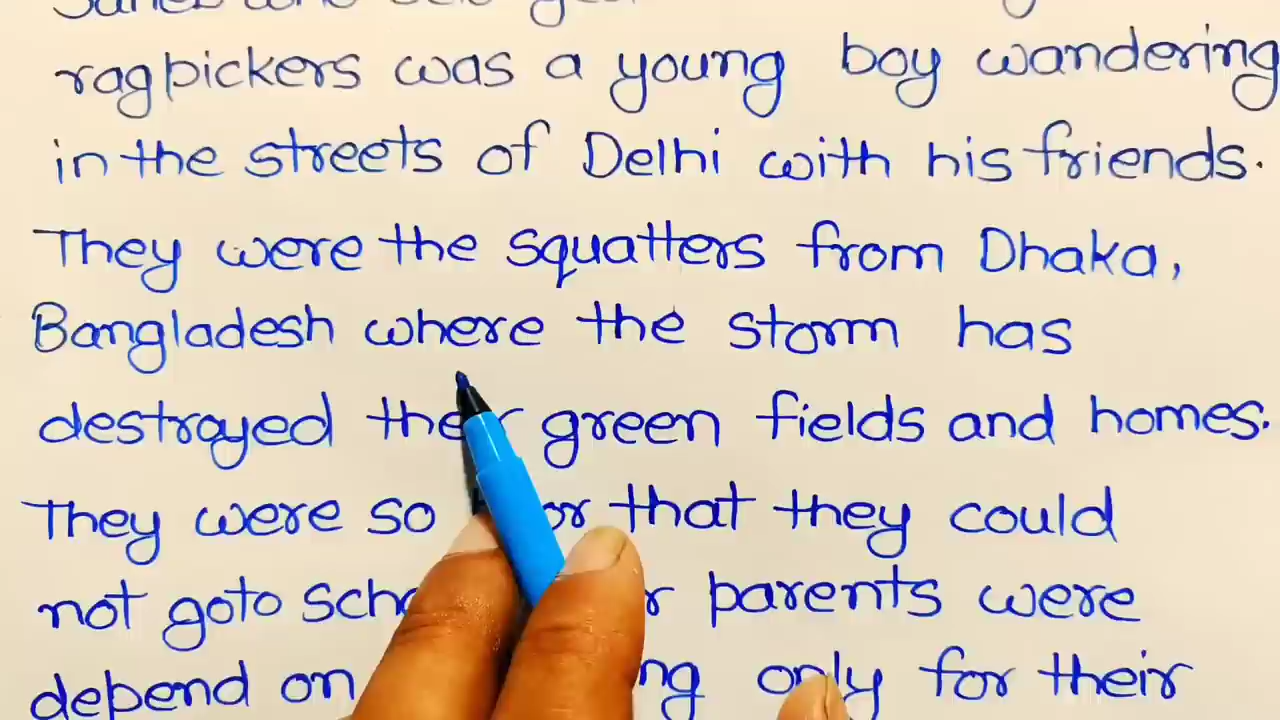 ragpickers was a young boy wandering
in the streets of Delhi with his friends.
They were the squatters from Dhaka,
Bangladesh where the storm has
destroyed green fields and homes.
They were so that they could
not goto parents were
depend on only for their